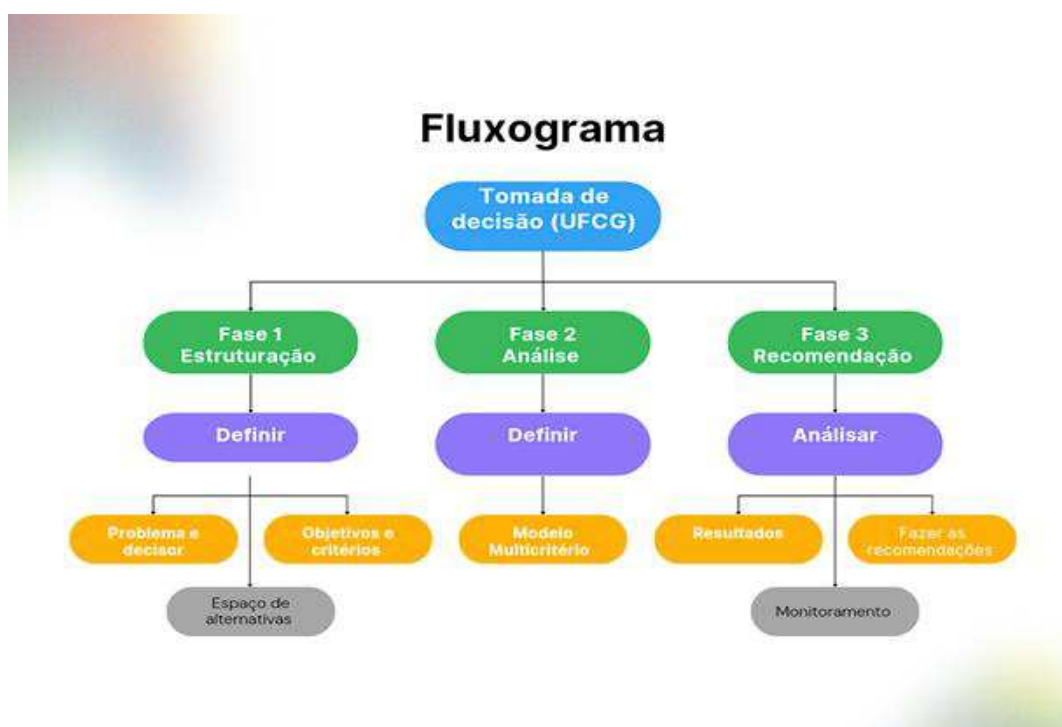 Fluxograma
Tomada de
decisão (UFCG)
Fase 1
Estruturação
Fase 2
Análise
Fase 3
Recomendação
Definir
Definir
Análisar
Problema e
decisor
Objetivos e
critérios
Modelo
Multicritério
Resultados
Fazer as
recomendações
Espaço de
alternativas
Monitoramento